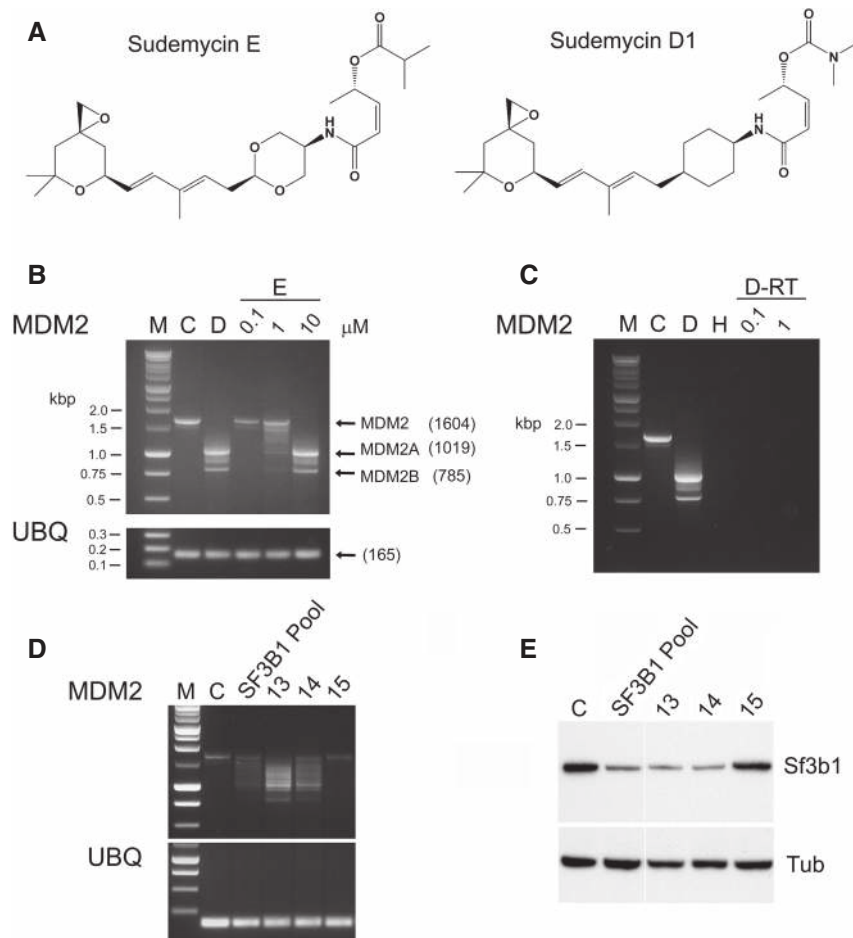 A
Sudemycin E
Sudemycin D1
O
O
O
N
O
H
N
O
O
O
O
O
H
N
O
O
O
B
E
MDM2 M C D 0.1 1 10 μM
kbp
2.0
1.5
1.0
0.75
0.5
MDM2 (1604)
MDM2A (1019)
MDM2B (785)
UBQ
0.3
0.2
0.1
(165)
C
D-RT
MDM2 M C D H 0.1 1
kbp
2.0
1.5
1.0
0.75
0.5
D
MDM2 M C SF3B1 Pool 13 14 15
UBQ
E
C SF3B1 Pool 13 14 15
Sf3b1
Tub